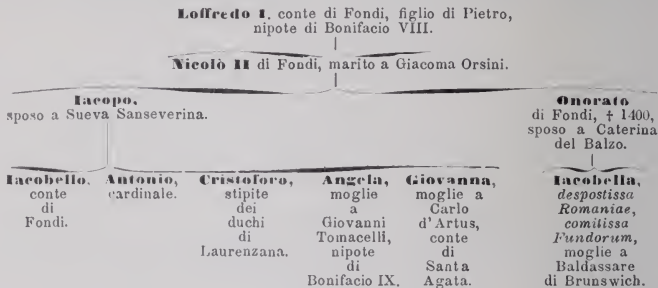 Loffredo I, conte di Fondi, figlio di Pietro,
nipote di Bonifacio VIII.
Nicolò II di Fondi, marito a Giacoma Orsini.
Iacopo,
sposo a Sueva Sanseverina.
Onorato
di Fondi, † 1400,
sposo a Caterina
del Balzo.
Iacobello,
conte
di
Fondi.
Antonio,
cardinale.
Cristoforo,
stipite
dei
duchi
di
Laurenzana.
Angela,
moglie
a
Giovanni
Tomacelli,
nipote
di
Bonifacio IX.
Giovanna,
moglie a
Carlo
d'Artus,
conte
di
Santa
Agata.
Iacobella,
despostissa
Romaniae,
comitissa
Fundorum,
moglie a
Baldassare
di Brunswich.